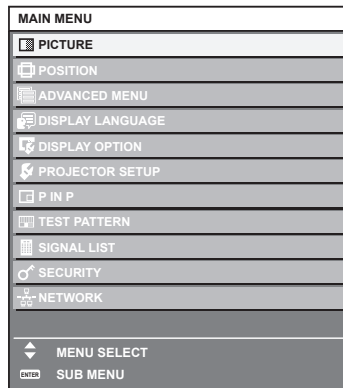 MAIN MENU
PICTURE
POSITION
ADVANCED MENU
DISPLAY LANGUAGE
DISPLAY OPTION
PROJECTOR SETUP
P IN P
TEST PATTERN
SIGNAL LIST
SECURITY
NETWORK
MENU SELECT
ENTER SUB MENU